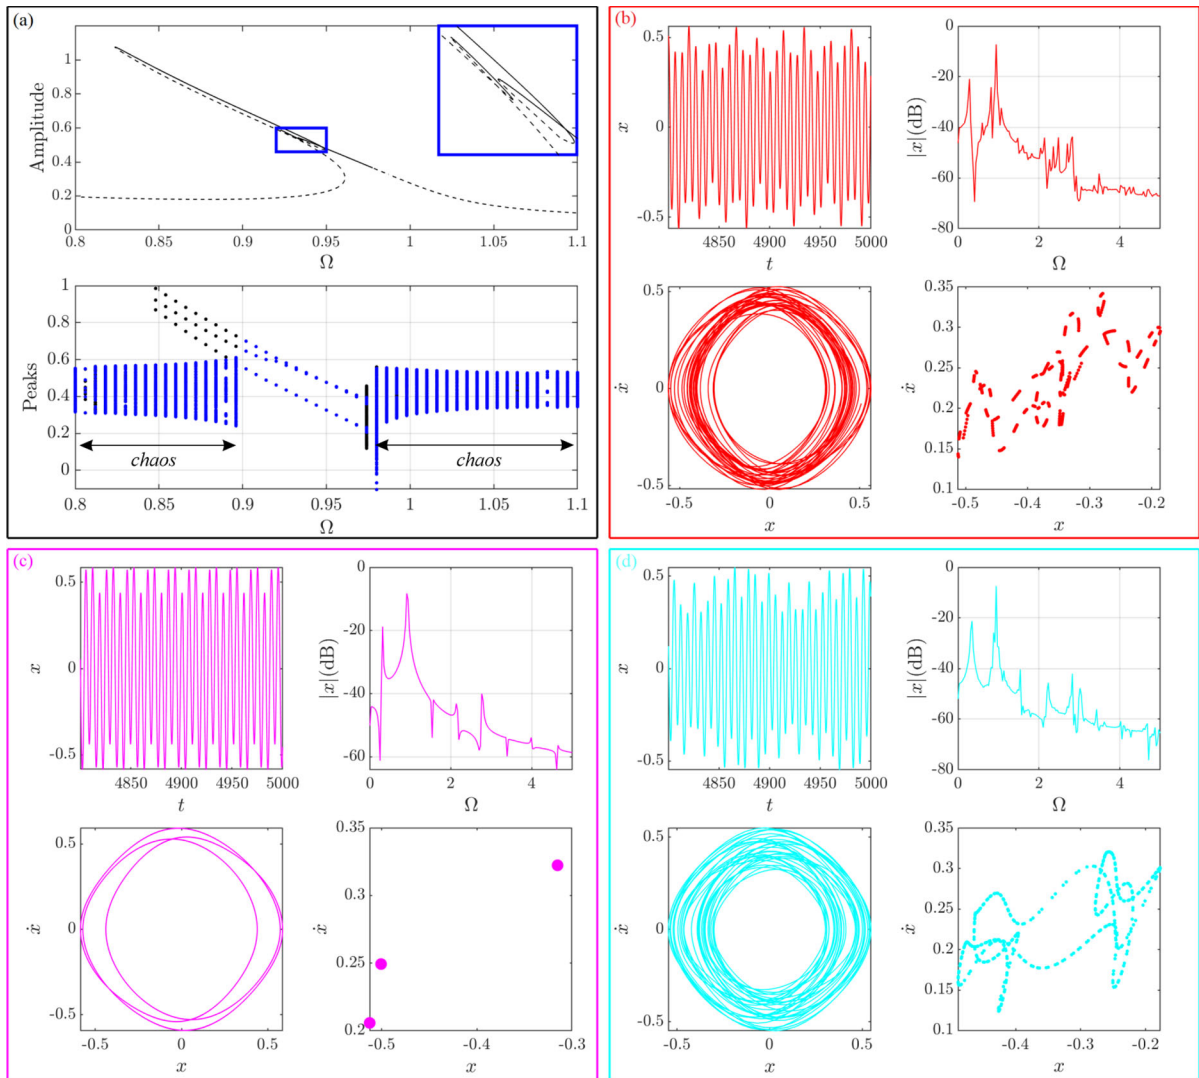 (a)
1
0.8
0.6
0.4
0.2
0
Amplitude
0.8 0.85 0.9 0.95 1 1.05 1.1
Ω
1
0.8
0.6
0.4
0.2
0
Peaks
chaos
chaos
0.8 0.85 0.9 0.95 1 1.05 1.1
Ω
(b)
0.5
0
-0.5
x
4850 4900 4950 5000
t
0
-20
-40
-60
-80
|x|(dB)
0 2 4
Ω
0.5
0
-0.5
ẋ
-0.5 0 0.5
x
0.35
0.3
0.25
0.2
0.15
0.1
ẋ
-0.5 -0.4 -0.3 -0.2
x
(c)
0.5
0
-0.5
x
4850 4900 4950 5000
t
0
-20
-40
-60
|x|(dB)
0 2 4
Ω
0.5
0
-0.5
ẋ
-0.5 0 0.5
x
0.35
0.3
0.25
0.2
ẋ
-0.5 -0.4 -0.3
x
(d)
0.5
0
-0.5
x
4850 4900 4950 5000
t
0
-20
-40
-60
-80
|x|(dB)
0 2 4
Ω
0.5
0
-0.5
ẋ
-0.5 0 0.5
x
0.35
0.3
0.25
0.2
0.15
0.1
ẋ
-0.4 -0.3 -0.2
x